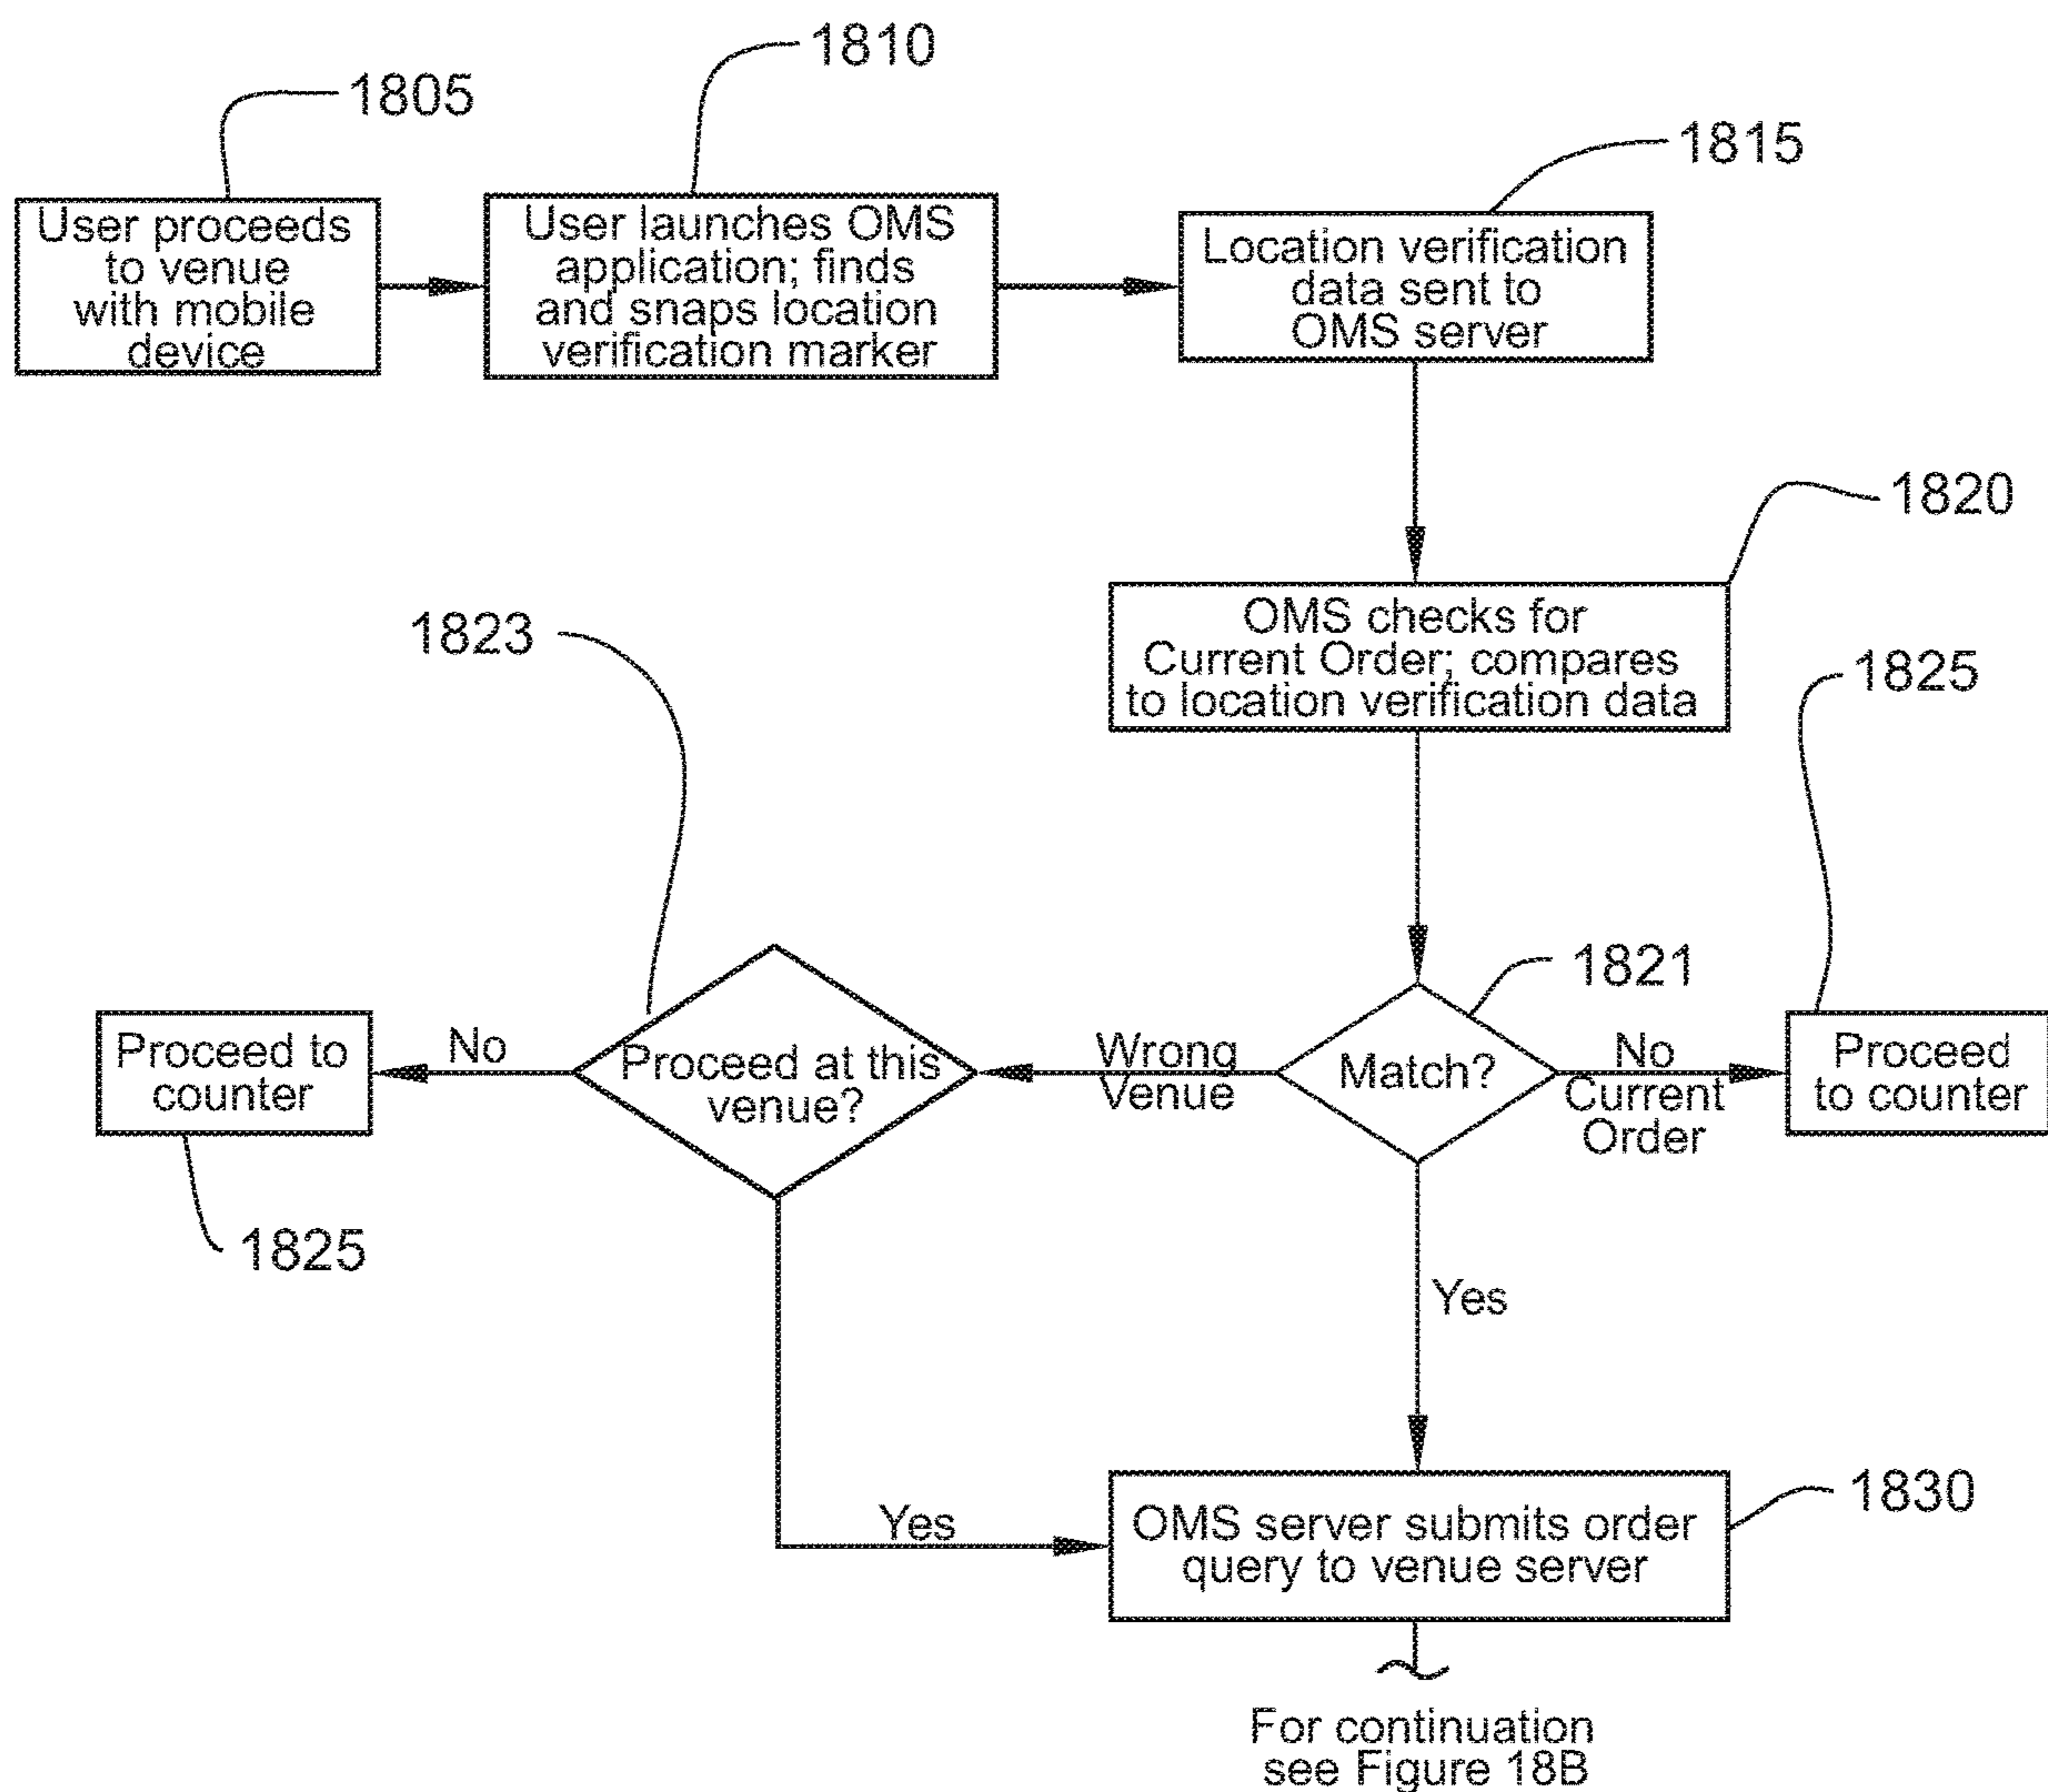 1810
1805
1815
User proceeds
to venue
with mobile
device
User launches OMS
application; finds
and snaps location
verification marker
Location verification
data sent to
OMS server
1820
1823
OMS checks for
Current Order; compares
to location verification data
1825
1821
Proceed to
counter
No
Proceed at this
venue?
Wrong
Venue
Match?
No
Current
Order
Proceed
to counter
1825
Yes
1830
Yes
OMS server submits order
query to venue server
For continuation
see Figure 18B